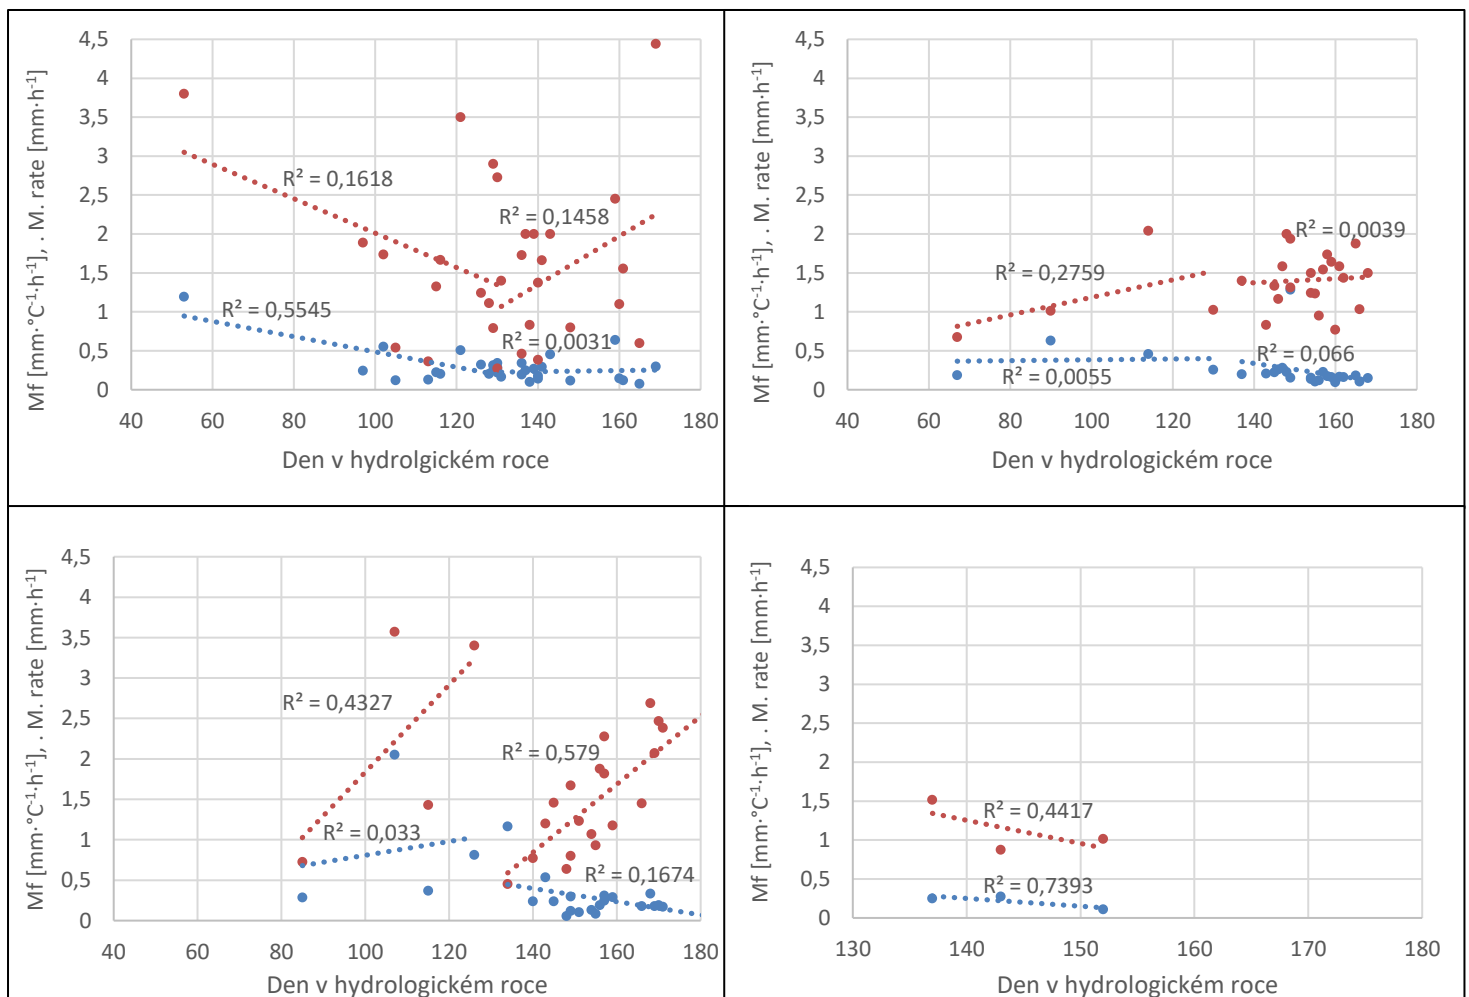 4,5
4
3,5
3
2,5
2
1,5
1
0,5
0
40 60 80 100 120 140 160 180
Mf [mm·°C⁻¹·h⁻¹], . M. rate [mm·h⁻¹]
Den v hydrolgickém roce
R² = 0,1618
R² = 0,1458
R² = 0,5545
R² = 0,0031
4,5
4
3,5
3
2,5
2
1,5
1
0,5
0
40 60 80 100 120 140 160 180
Mf [mm·°C⁻¹·h⁻¹], . M. rate [mm·h⁻¹]
Den v hydrologickém roce
R² = 0,0039
R² = 0,2759
R² = 0,066
R² = 0,0055
4,5
4
3,5
3
2,5
2
1,5
1
0,5
0
40 60 80 100 120 140 160 180
Mf [mm·°C⁻¹·h⁻¹], . M. rate [mm·h⁻¹]
Den v hydrologickém roce
R² = 0,4327
R² = 0,579
R² = 0,033
R² = 0,1674
4,5
4
3,5
3
2,5
2
1,5
1
0,5
0
130 140 150 160 170 180
Mf [mm·°C⁻¹·h⁻¹], . M. rate [mm·h⁻¹]
Den v hydrologickém roce
R² = 0,4417
R² = 0,7393